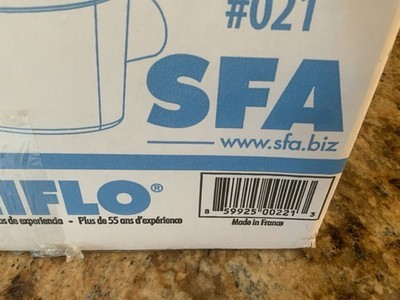 #021
SFA
www.sfa.biz
IFLO®
8 59925 00221 3
os de experiencia - Plus de 55 ans d'expérience
Made in France